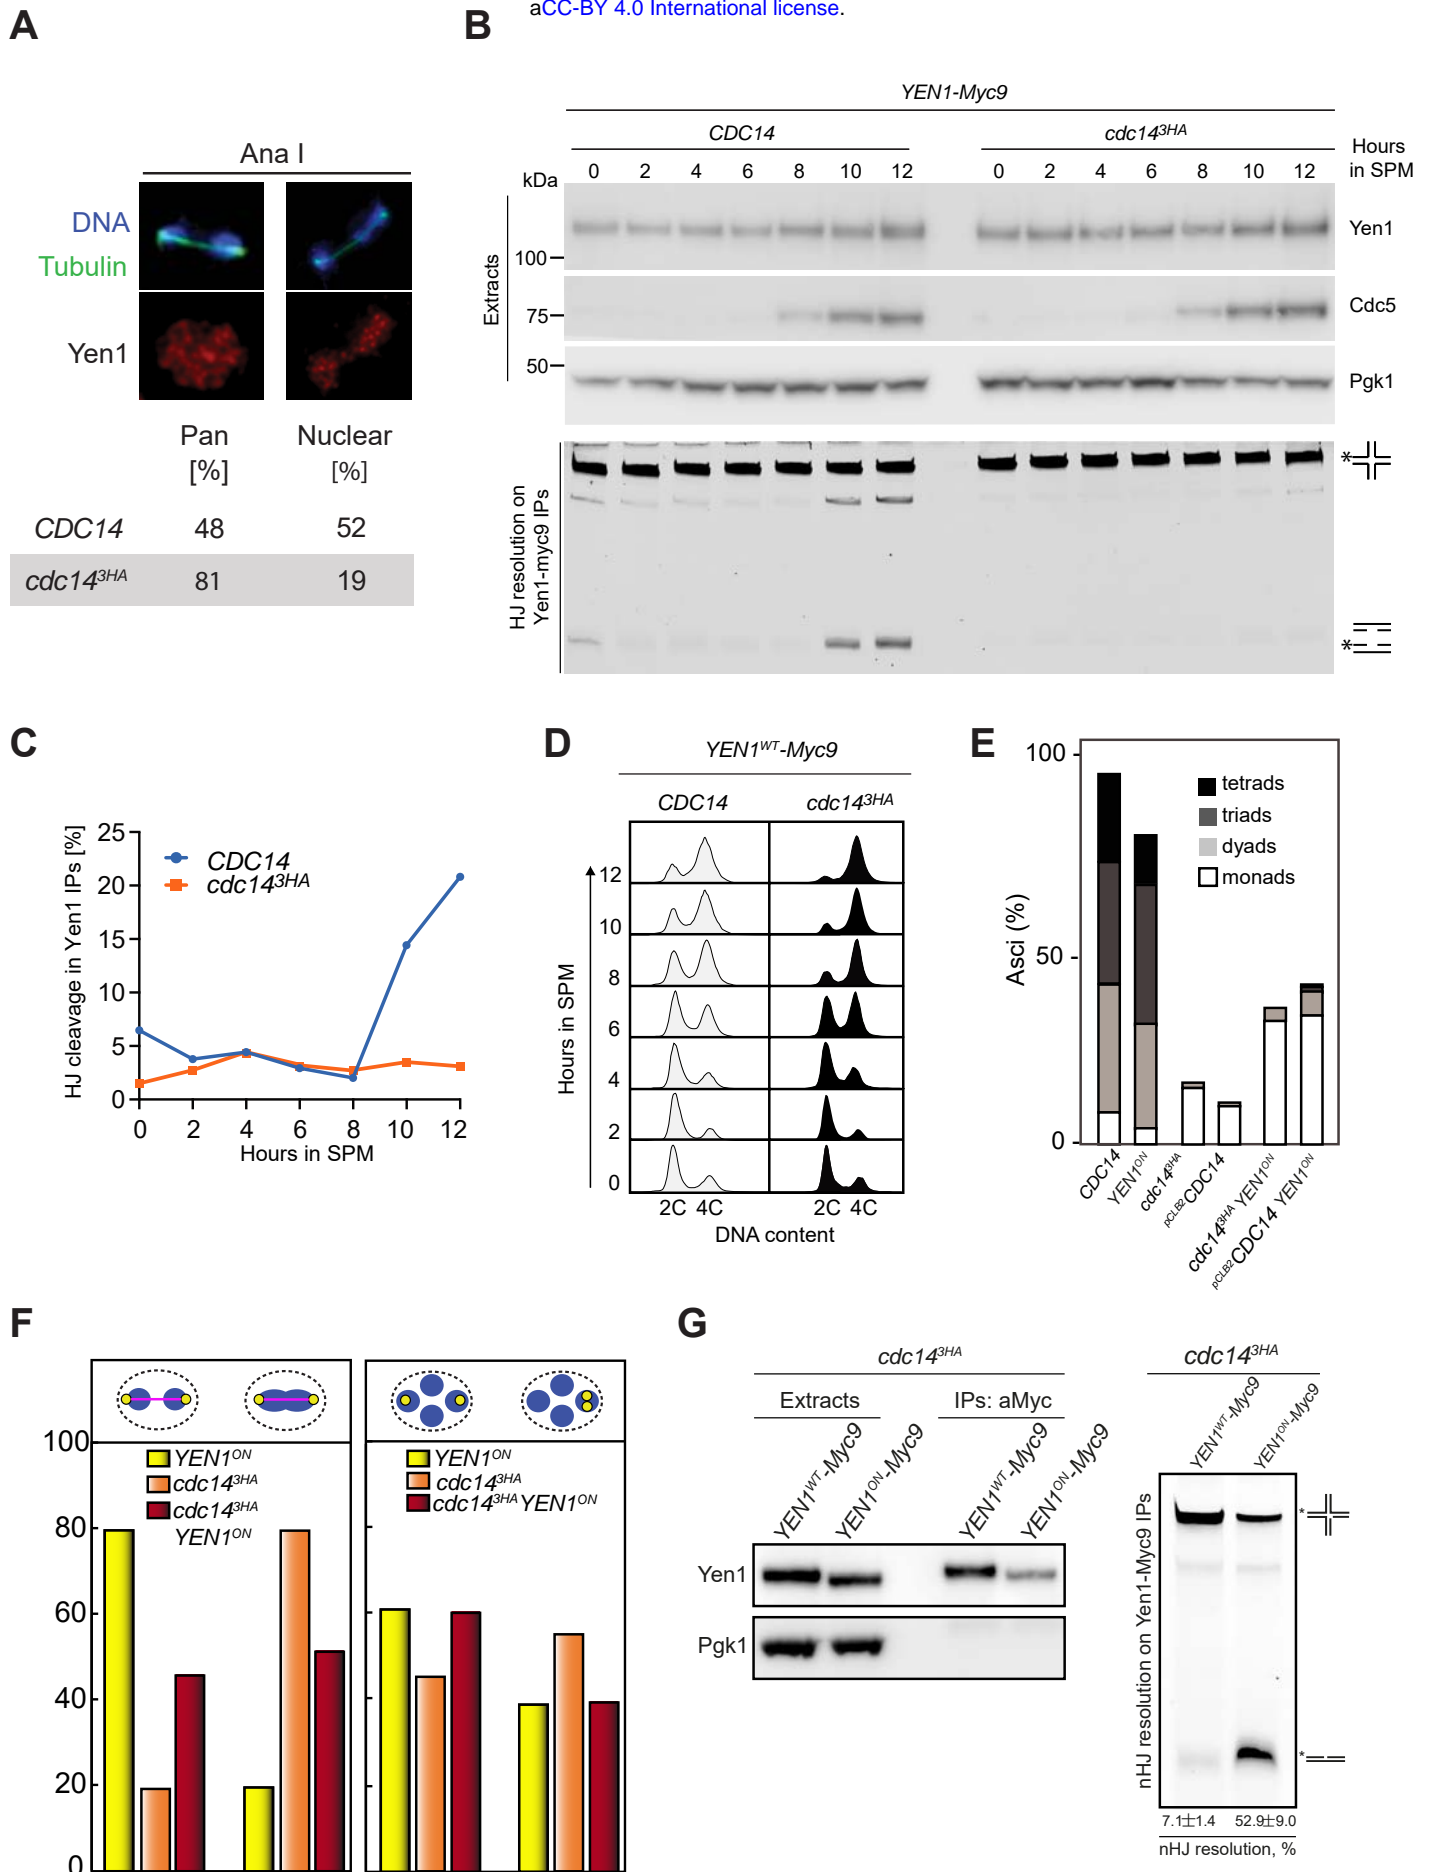 aCC-BY 4.0 International license.
A
Ana I
DNA
Tubulin
Yen1
Pan Nuclear
[%] [%]
CDC14 48 52
cdc14^3HA 81 19
B
YEN1-Myc9
CDC14 cdc14^3HA
Hours in SPM
kDa 0 2 4 6 8 10 12 0 2 4 6 8 10 12
Extracts
100 Yen1
75 Cdc5
50 Pgk1
HJ resolution on
Yen1-myc9 IPs
*
*
C
HJ cleavage in Yen1 IPs [%]
25
20
15
10
5
0
CDC14
cdc14^3HA
0 2 4 6 8 10 12
Hours in SPM
D
YEN1^WT-Myc9
CDC14 cdc14^3HA
Hours in SPM
12
10
8
6
4
2
0
2C 4C 2C 4C
DNA content
E
Asci (%)
100
50
0
tetrads
triads
dyads
monads
CDC14
YEN1^ON
cdc14^3HA
pCLB2CDC14
cdc14^3HA YEN1^ON
pCLB2CDC14 YEN1^ON
F
100
80
60
40
20
0
YEN1^ON
cdc14^3HA
cdc14^3HA
YEN1^ON
YEN1^ON
cdc14^3HA
cdc14^3HA YEN1^ON
G
cdc14^3HA
Extracts IPs: aMyc
YEN1^WT-Myc9
YEN1^ON-Myc9
YEN1^WT-Myc9
YEN1^ON-Myc9
Yen1
Pgk1
cdc14^3HA
YEN1^WT-Myc9
YEN1^ON-Myc9
nHJ resolution on Yen1-Myc9 IPs
*
*
7.1±1.4 52.9±9.0
nHJ resolution, %